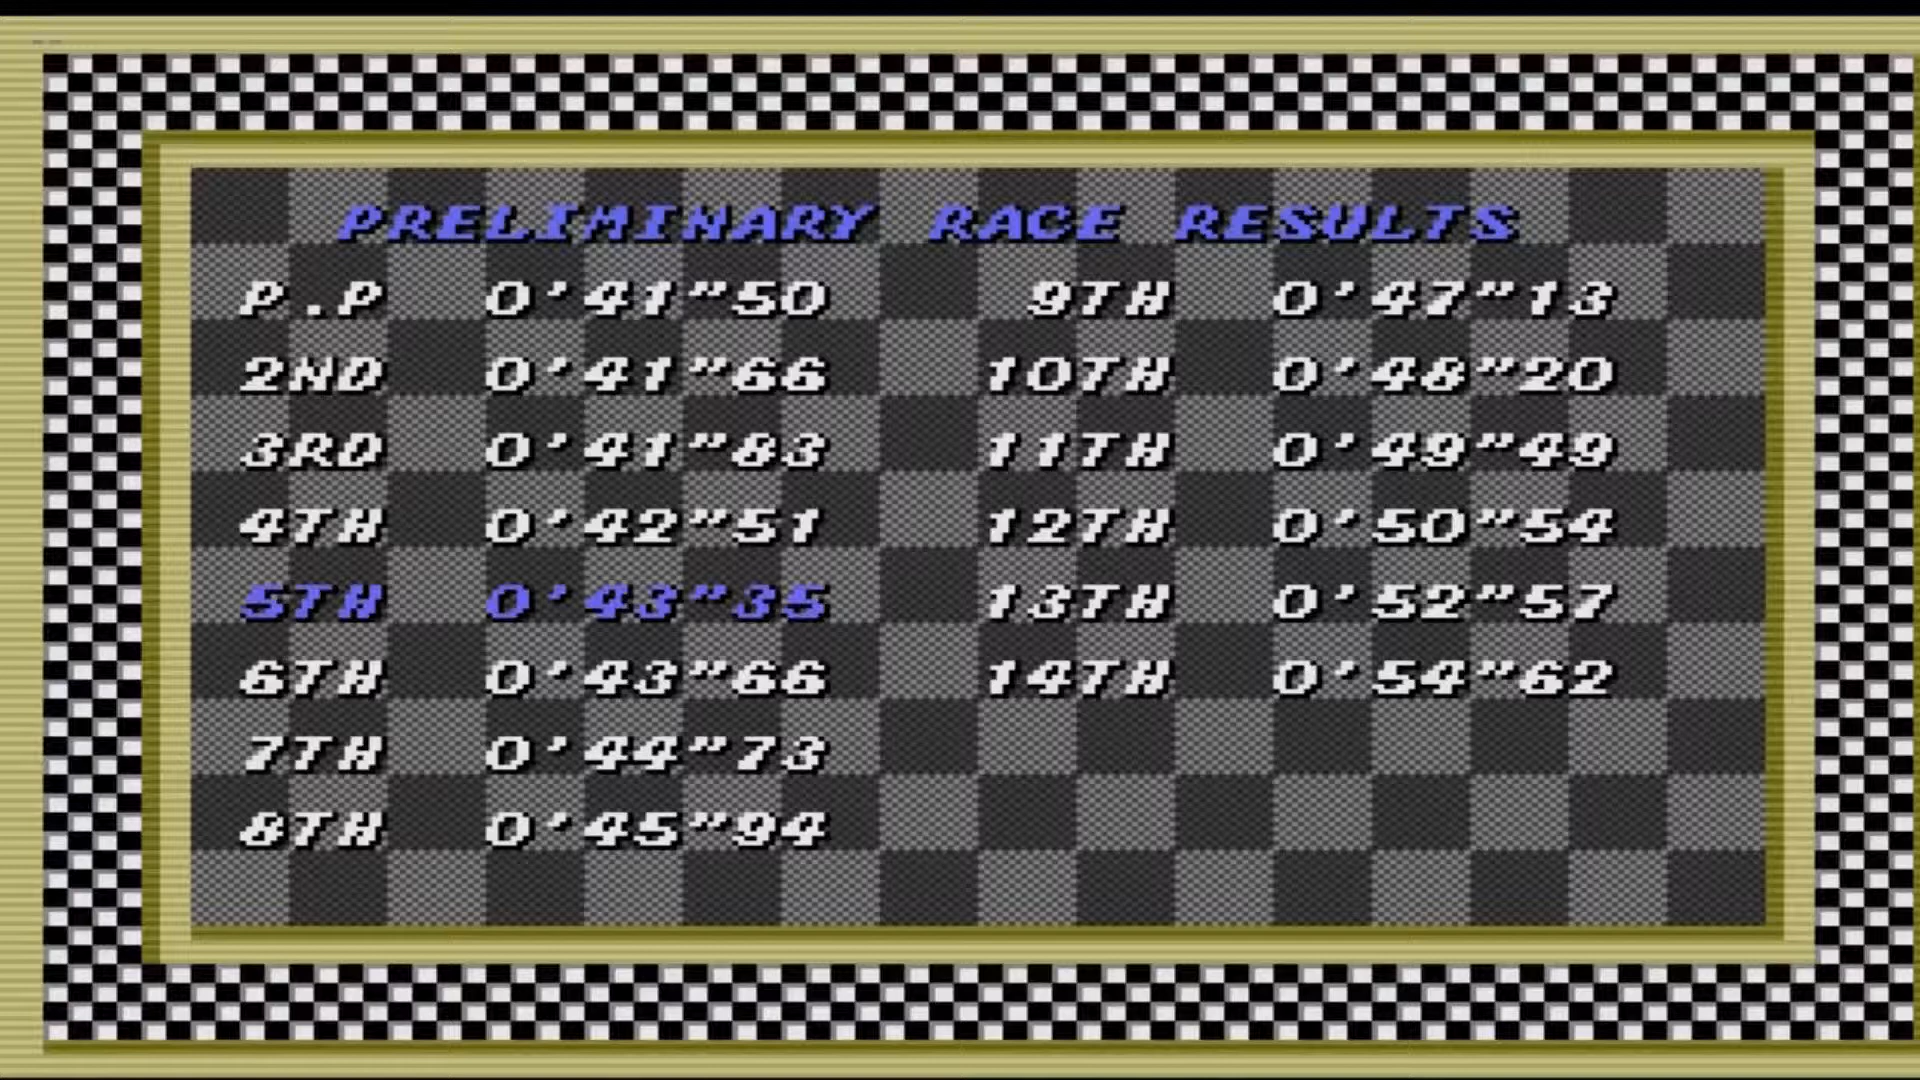 PRELIMINARY RACE RESULTS
P.P 0'41"50
2ND 0'41"66
3RD 0'41"83
4TH 0'42"51
5TH 0'43"35
6TH 0'43"66
7TH 0'44"73
8TH 0'45"94
9TH 0'47"13
10TH 0'48"20
11TH 0'49"49
12TH 0'50"54
13TH 0'52"57
14TH 0'54"62